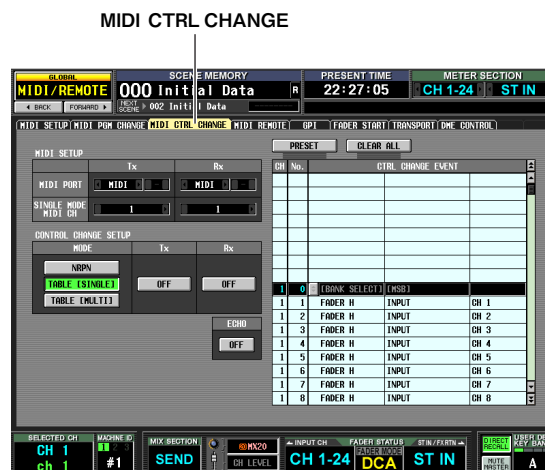 MIDI CTRL CHANGE
GLOBAL SCENE MEMORY PRESENT TIME METER SECTION
MIDI/REMOTE 000 Initial Data R 22:27:05 CH 1-24 ST IN
BACK FORWARD NEXT SCENE 002 Initial Data
MIDI SETUP MIDI PGM CHANGE MIDI CTRL CHANGE MIDI REMOTE GPI FADER START TRANSPORT DME CONTROL
PRESET CLEAR ALL
MIDI SETUP
Tx Rx
MIDI PORT MIDI - MIDI -
SINGLE MODE MIDI CH 1 1
CONTROL CHANGE SETUP
MODE Tx Rx
NRPN
TABLE [SINGLE] OFF OFF
TABLE [MULTI]
ECHO
OFF
CH No. CTRL CHANGE EVENT
1 0 [BANK SELECT] [MSB]
1 1 FADER H INPUT CH 1
1 2 FADER H INPUT CH 2
1 3 FADER H INPUT CH 3
1 4 FADER H INPUT CH 4
1 5 FADER H INPUT CH 5
1 6 FADER H INPUT CH 6
1 7 FADER H INPUT CH 7
1 8 FADER H INPUT CH 8
SELECTED CH MACHINE ID MIX SECTION INPUT CH FADER STATUS ST IN/FXRTN DIRECT RECALL
CH 1 1 2 3 MX20 FADER MODE KEY BAN
ch 1 #1 SEND CH LEVEL CH 1-24 DCA ST IN MUTE MASTER A